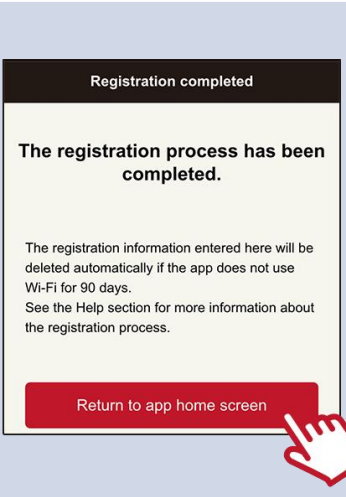 Registration completed
The registration process has been
completed.
The registration information entered here will be
deleted automatically if the app does not use
Wi-Fi for 90 days.
See the Help section for more information about
the registration process.
Return to app home screen